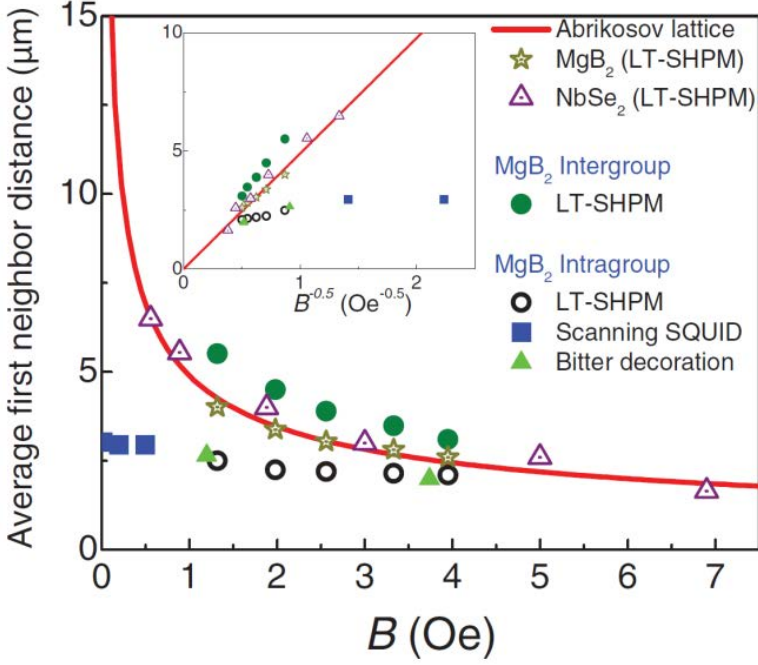 Average first neighbor distance (μm)
15
10
5
0
0 1 2 3 4 5 6 7
B (Oe)
10
5
0
0 1 2
B^-0.5 (Oe^-0.5)
Abrikosov lattice
MgB₂ (LT-SHPM)
NbSe₂ (LT-SHPM)
MgB₂ Intergroup
LT-SHPM
MgB₂ Intragroup
LT-SHPM
Scanning SQUID
Bitter decoration